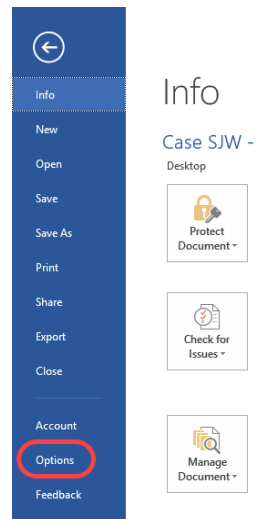 Info
New
Open
Save
Save As
Print
Share
Export
Close
Account
Options
Feedback
Info
Case SJW -
Desktop
Protect
Document
Check for
Issues
Manage
Document